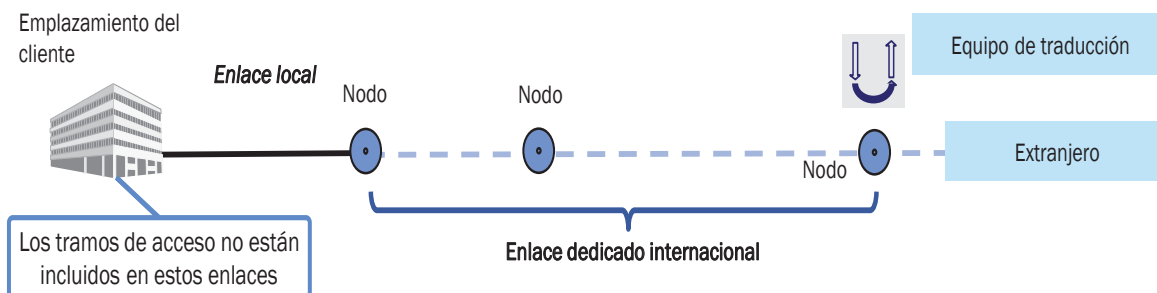 Emplazamiento del
cliente
Enlace local
Nodo
Nodo
Nodo
Equipo de traducción
Extranjero
Enlace dedicado internacional
Los tramos de acceso no están
incluidos en estos enlaces